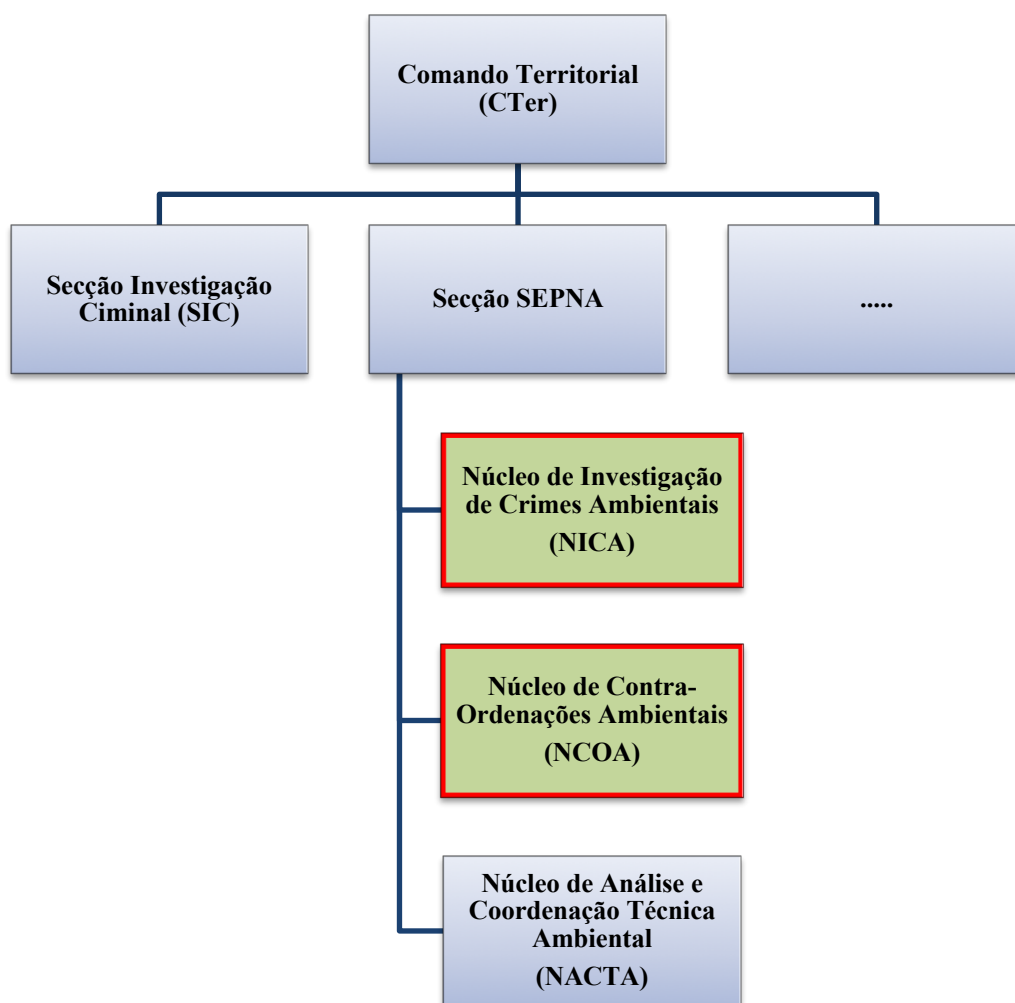 Comando Territorial
(CTer)
Secção Investigação
Ciminal (SIC)
Secção SEPNA
.....
Núcleo de Investigação
de Crimes Ambientais
(NICA)
Núcleo de Contra-
Ordenações Ambientais
(NCOA)
Núcleo de Análise e
Coordenação Técnica
Ambiental
(NACTA)